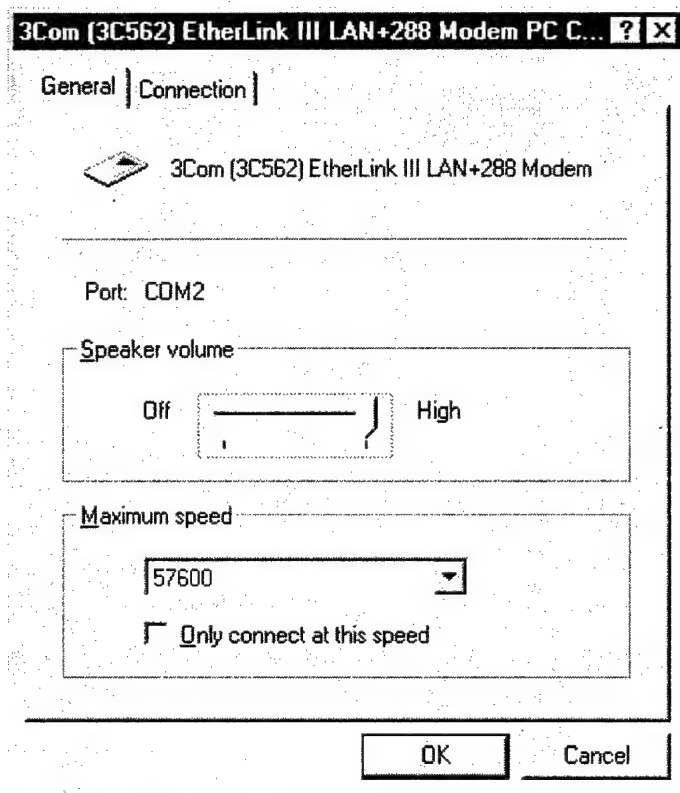 3Com (3C562) EtherLink III LAN+288 Modem PC C... ? X
General Connection
3Com (3C562) EtherLink III LAN+288 Modem
Port: COM2
Speaker volume
Off High
Maximum speed
57600
Only connect at this speed
OK Cancel